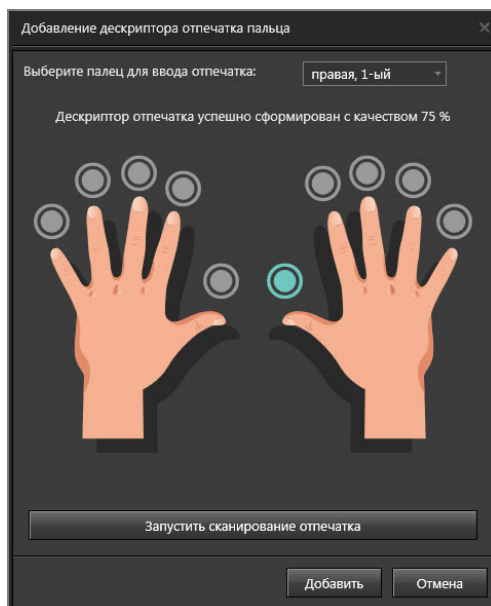 Добавление дескриптора отпечатка пальца
Выберите палец для ввода отпечатка: правая, 1-ый
Дескриптор отпечатка успешно сформирован с качеством 75 %
Запустить сканирование отпечатка
Добавить Отмена